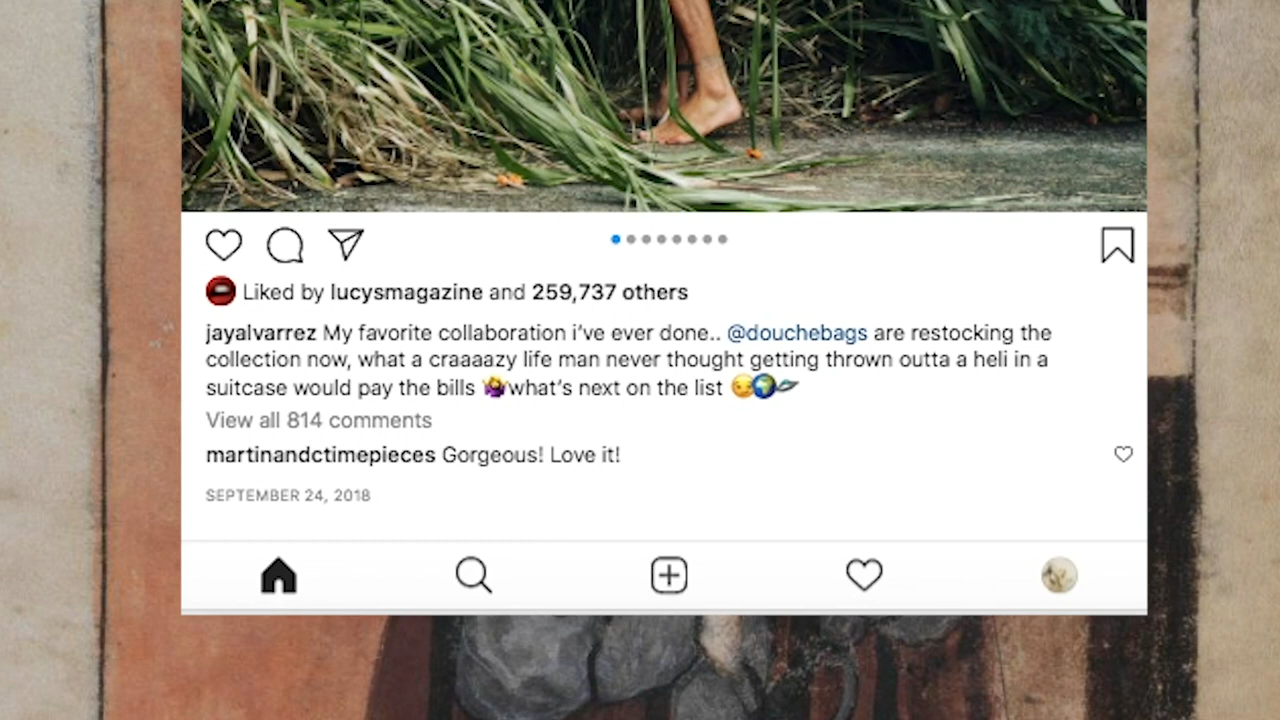 Liked by lucysmagazine and 259,737 others
jayalvarrez My favorite collaboration i’ve ever done.. @douchebags are restocking the
collection now, what a craaaazy life man never thought getting thrown outta a heli in a
suitcase would pay the bills 🤷‍♀️what’s next on the list 😏🌍🛩
View all 814 comments
martinandctimepieces Gorgeous! Love it!
SEPTEMBER 24, 2018